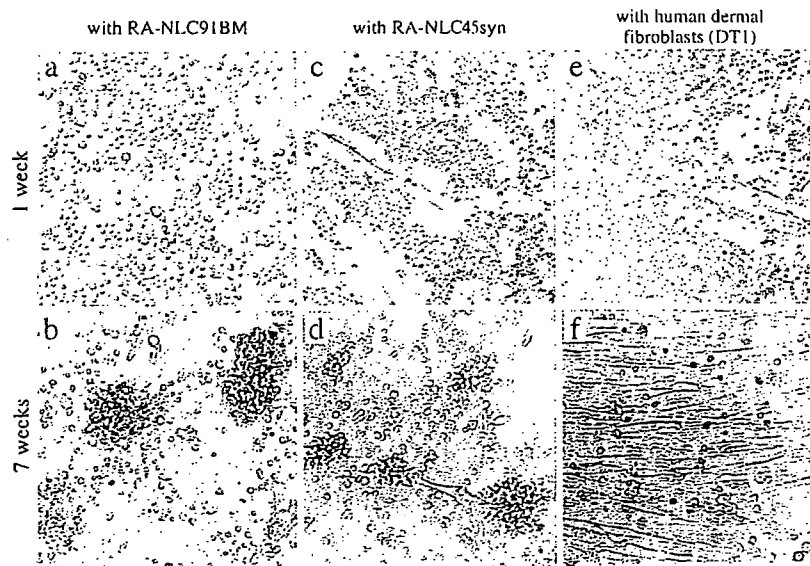 with RA-NLC91BM
with RA-NLC45syn
with human dermal
fibroblasts (DT1)
1 week
a
c
e
7 weeks
b
d
f